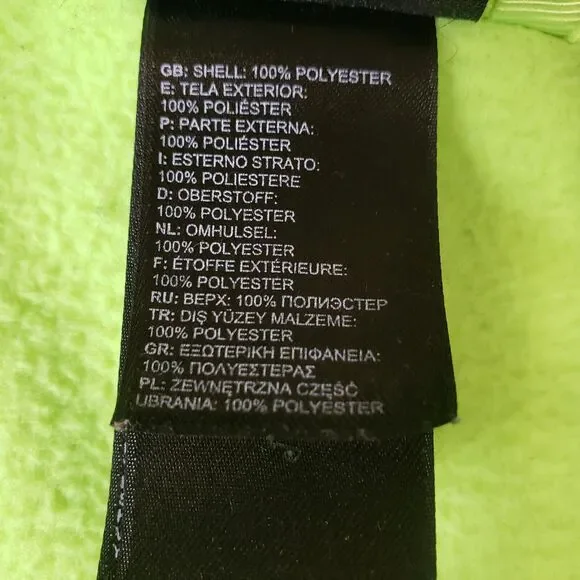 GB: SHELL: 100% POLYESTER
E: TELA EXTERIOR:
100% POLIÉSTER
P: PARTE EXTERNA:
100% POLIÉSTER
I: ESTERNO STRATO:
100% POLIESTERE
D: OBERSTOFF:
100% POLYESTER
NL: OMHULSEL:
100% POLYESTER
F: ÉTOFFE EXTÉRIEURE:
100% POLYESTER
RU: ВЕРХ: 100% ПОЛИЭСТЕР
TR: DIŞ YÜZEY MALZEME:
100% POLYESTER
GR: ΕΞΩΤΕΡΙΚΗ ΕΠΙΦΑΝΕΙΑ:
100% ΠΟΛΥΕΣΤΕΡΑΣ
PL: ZEWNĘTRZNA CZĘŚĆ
UBRANIA: 100% POLYESTER